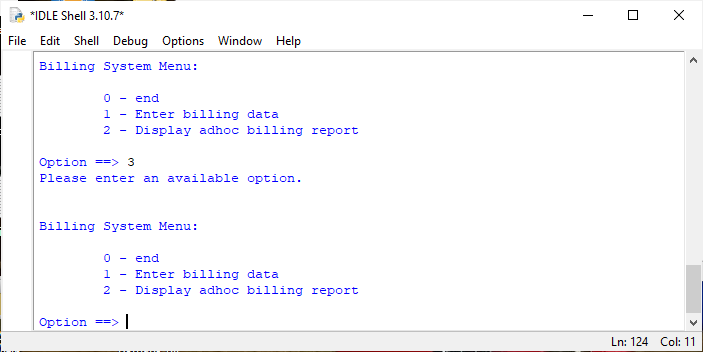 *IDLE Shell 3.10.7*
File Edit Shell Debug Options Window Help
Billing System Menu:
0 - end
1 - Enter billing data
2 - Display adhoc billing report
Option ==> 3
Please enter an available option.
Billing System Menu:
0 - end
1 - Enter billing data
2 - Display adhoc billing report
Option ==>
Ln: 124 Col: 11